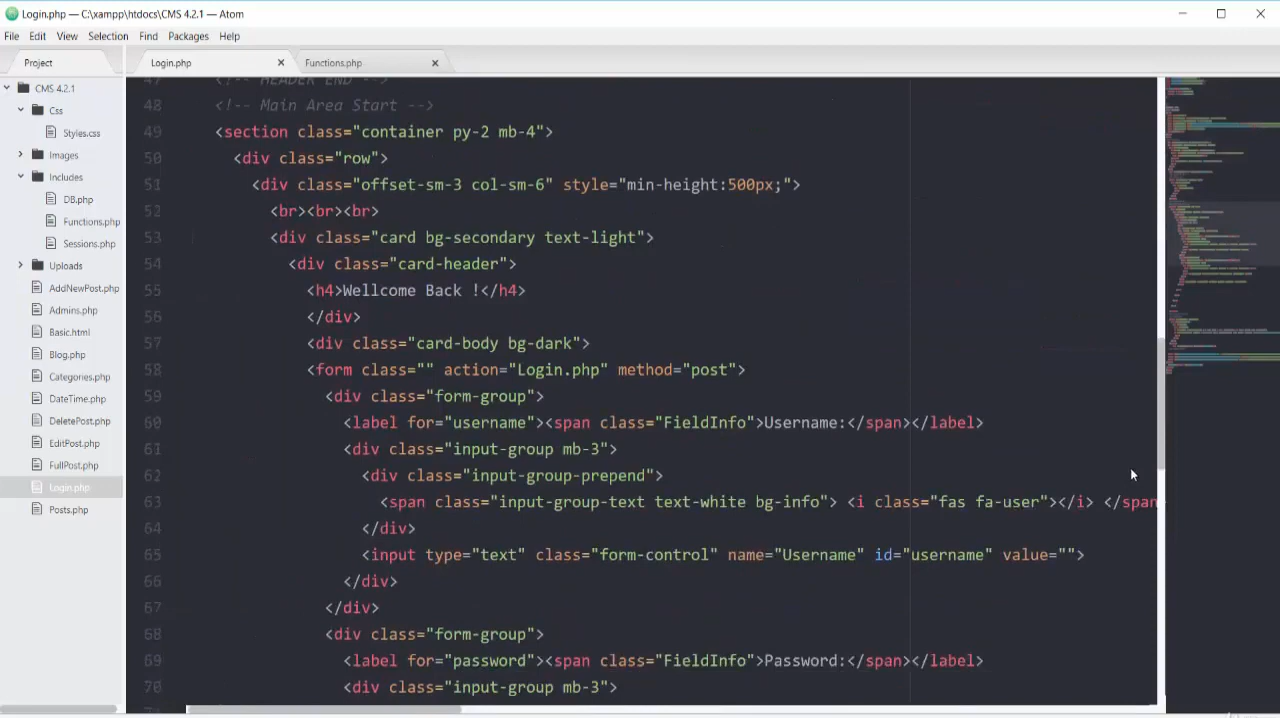 Login.php — C:\xampp\htdocs\CMS 4.2.1 — Atom
File Edit View Selection Find Packages Help
Project
Login.php
Functions.php
CMS 4.2.1
Css
Styles.css
Images
Includes
DB.php
Functions.php
Sessions.php
Uploads
AddNewPost.php
Admins.php
Basic.html
Blog.php
Categories.php
DateTime.php
DeletePost.php
EditPost.php
FullPost.php
Login.php
Posts.php
47 <!-- HEADER END -->
48 <!-- Main Area Start -->
49 <section class="container py-2 mb-4">
50 <div class="row">
51 <div class="offset-sm-3 col-sm-6" style="min-height:500px;">
52 <br><br><br>
53 <div class="card bg-secondary text-light">
54 <div class="card-header">
55 <h4>Wellcome Back !</h4>
56 </div>
57 <div class="card-body bg-dark">
58 <form class="" action="Login.php" method="post">
59 <div class="form-group">
60 <label for="username"><span class="FieldInfo">Username:</span></label>
61 <div class="input-group mb-3">
62 <div class="input-group-prepend">
63 <span class="input-group-text text-white bg-info"> <i class="fas fa-user"></i> </span
64 </div>
65 <input type="text" class="form-control" name="Username" id="username" value="">
66 </div>
67 </div>
68 <div class="form-group">
69 <label for="password"><span class="FieldInfo">Password:</span></label>
70 <div class="input-group mb-3">